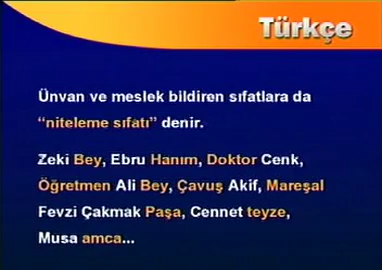 Türkçe
Ünvan ve meslek bildiren sıfatlara da
“niteleme sıfatı” denir.
Zeki Bey, Ebru Hanım, Doktor Cenk,
Öğretmen Ali Bey, Çavuş Akif, Mareşal
Fevzi Çakmak Paşa, Cennet teyze,
Musa amca...